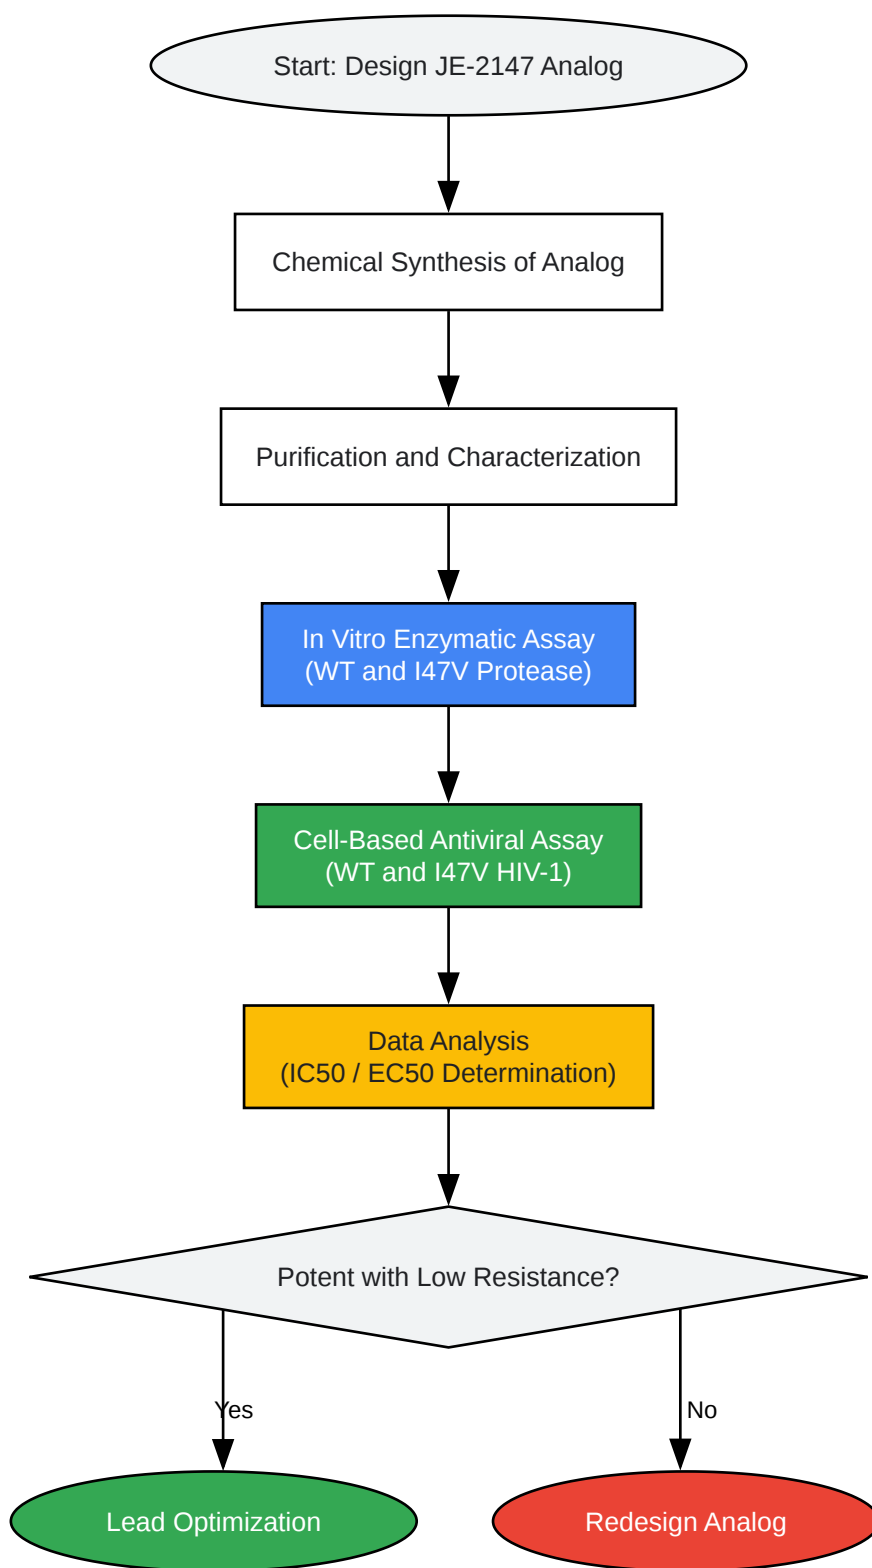 Start: Design JE-2147 Analog
Chemical Synthesis of Analog
Purification and Characterization
In Vitro Enzymatic Assay
(WT and I47V Protease)
Cell-Based Antiviral Assay
(WT and I47V HIV-1)
Data Analysis
(IC50 / EC50 Determination)
Potent with Low Resistance?
Yes
No
Lead Optimization
Redesign Analog